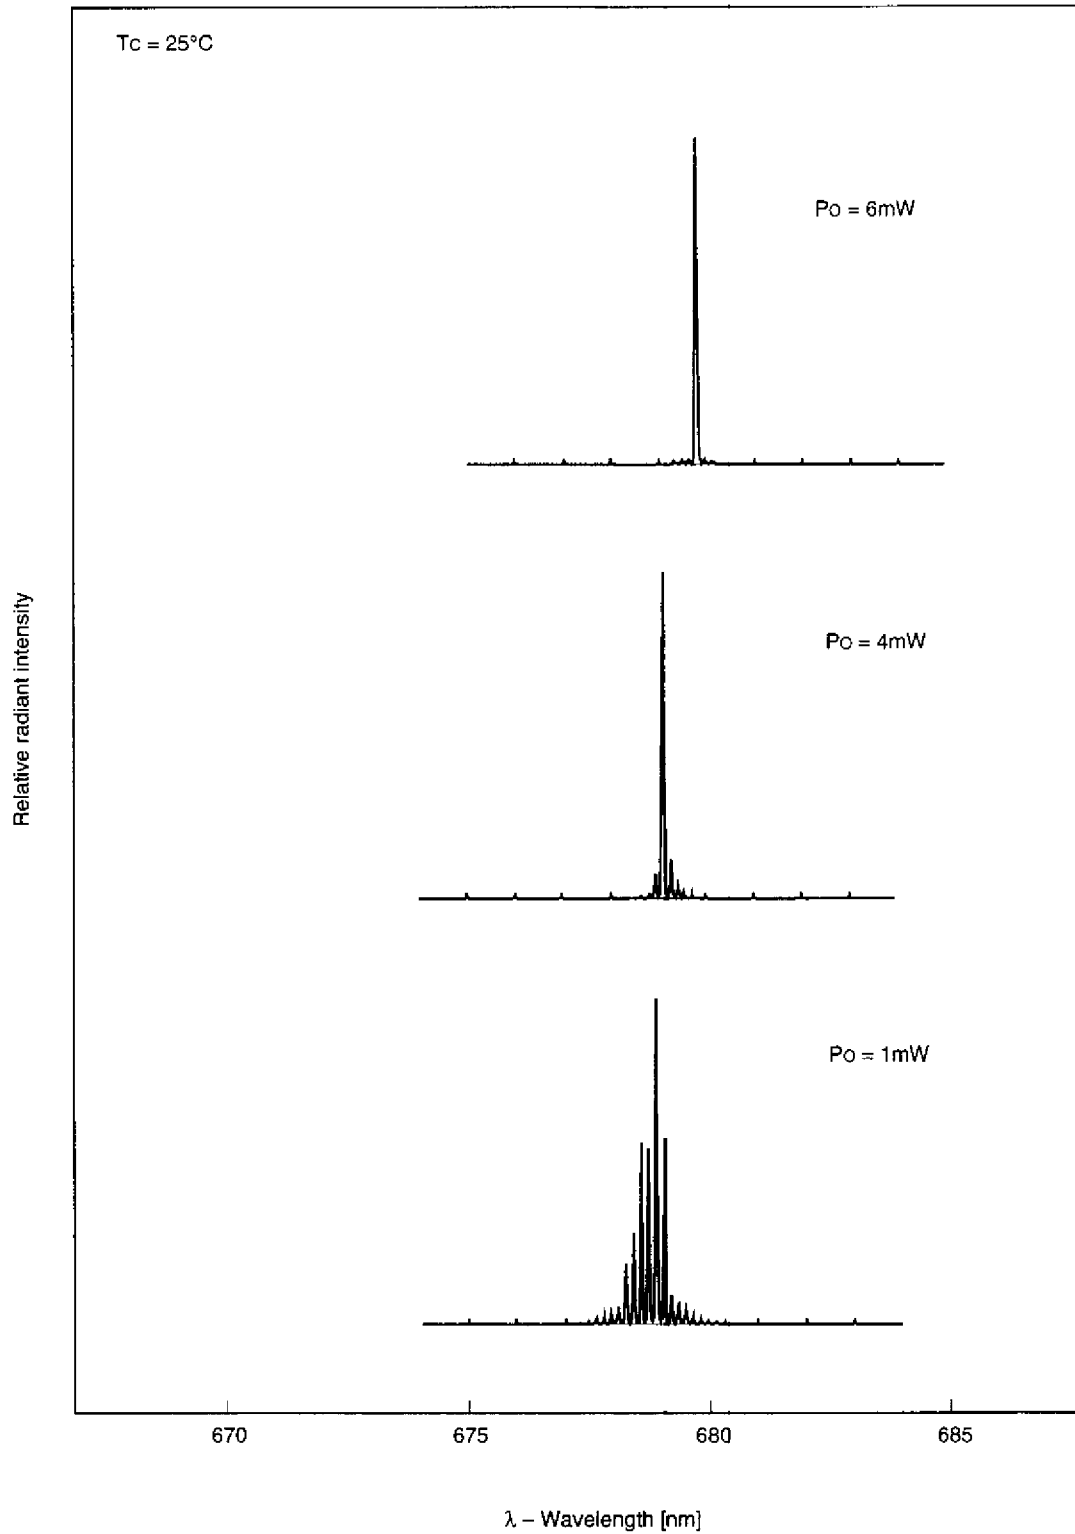 Tc = 25°C
Po = 6mW
Po = 4mW
Po = 1mW
Relative radiant intensity
670 675 680 685
λ – Wavelength [nm]